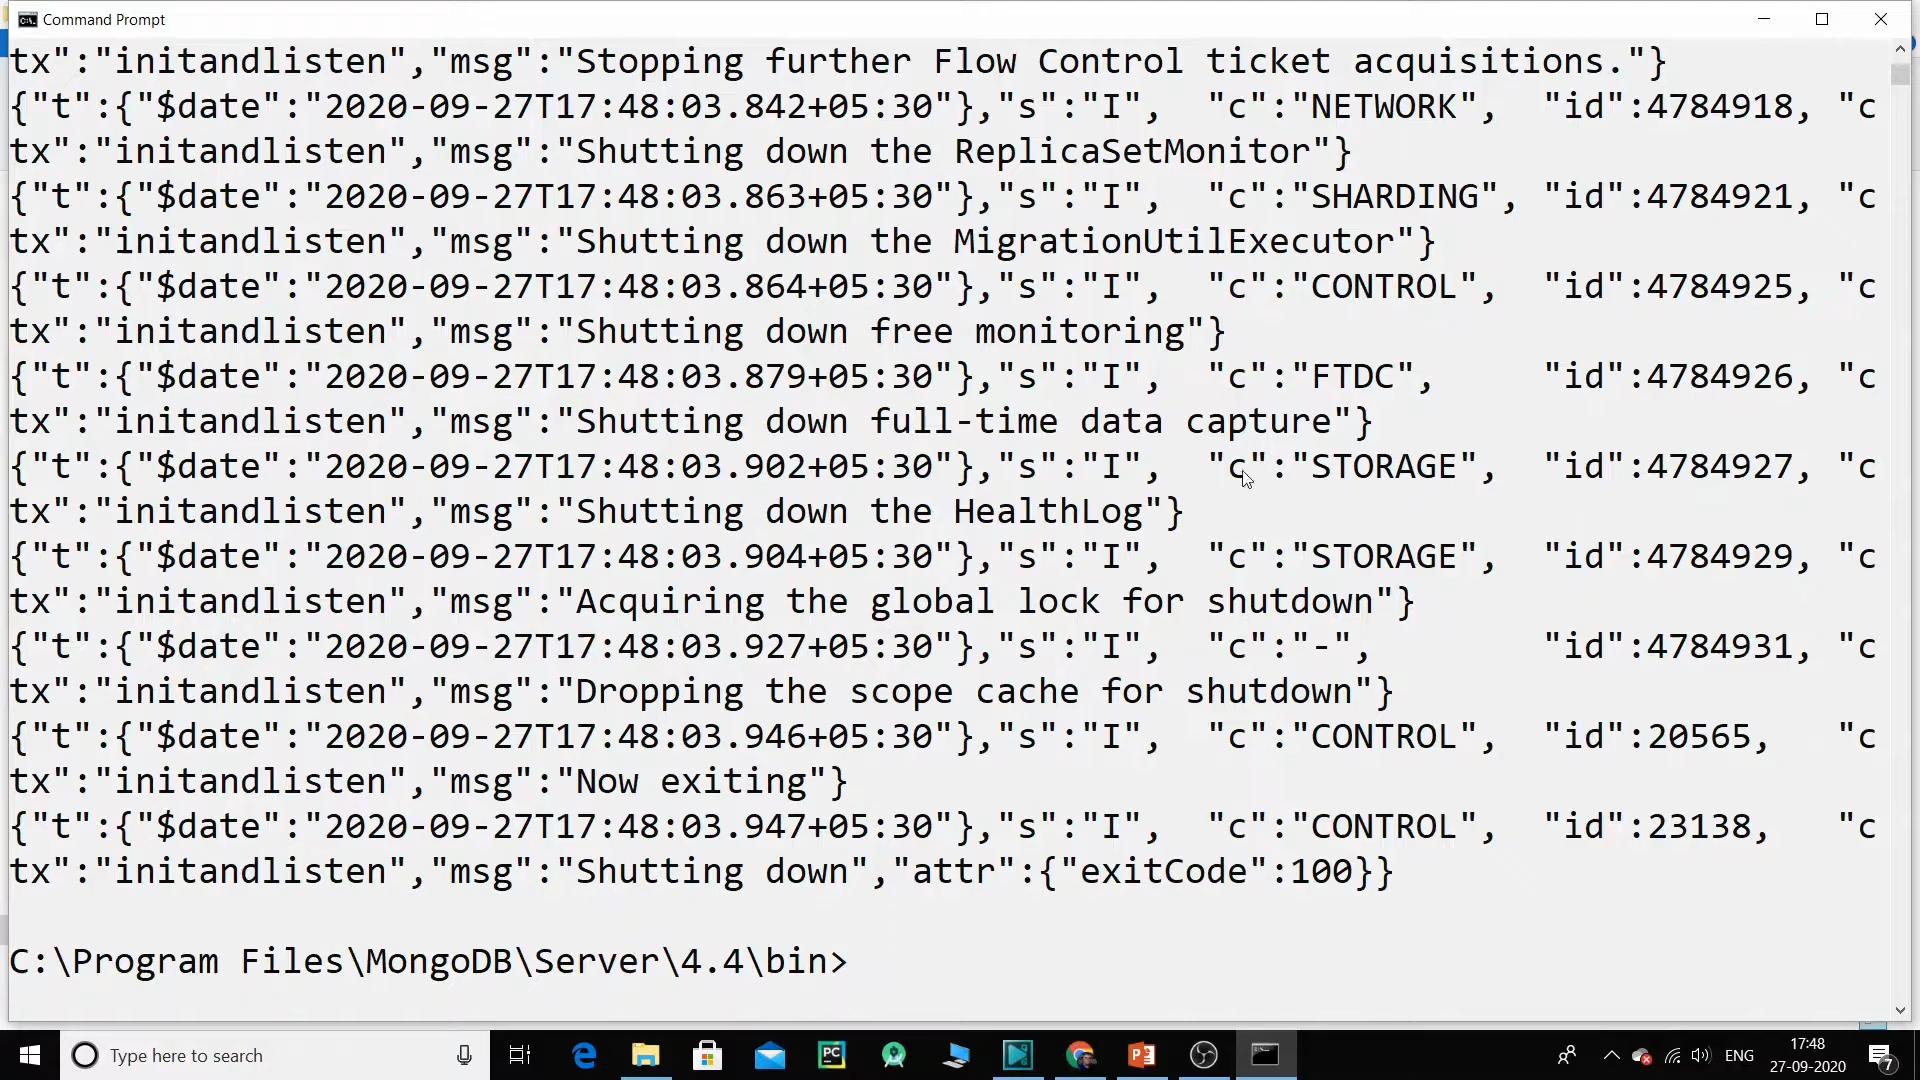 Command Prompt
tx":"initandlisten","msg":"Stopping further Flow Control ticket acquisitions."}
{"t":{"$date":"2020-09-27T17:48:03.842+05:30"},"s":"I",  "c":"NETWORK",  "id":4784918, "c
tx":"initandlisten","msg":"Shutting down the ReplicaSetMonitor"}
{"t":{"$date":"2020-09-27T17:48:03.863+05:30"},"s":"I",  "c":"SHARDING", "id":4784921, "c
tx":"initandlisten","msg":"Shutting down the MigrationUtilExecutor"}
{"t":{"$date":"2020-09-27T17:48:03.864+05:30"},"s":"I",  "c":"CONTROL",  "id":4784925, "c
tx":"initandlisten","msg":"Shutting down free monitoring"}
{"t":{"$date":"2020-09-27T17:48:03.879+05:30"},"s":"I",  "c":"FTDC",     "id":4784926, "c
tx":"initandlisten","msg":"Shutting down full-time data capture"}
{"t":{"$date":"2020-09-27T17:48:03.902+05:30"},"s":"I",  "c":"STORAGE",  "id":4784927, "c
tx":"initandlisten","msg":"Shutting down the HealthLog"}
{"t":{"$date":"2020-09-27T17:48:03.904+05:30"},"s":"I",  "c":"STORAGE",  "id":4784929, "c
tx":"initandlisten","msg":"Acquiring the global lock for shutdown"}
{"t":{"$date":"2020-09-27T17:48:03.927+05:30"},"s":"I",  "c":"-",        "id":4784931, "c
tx":"initandlisten","msg":"Dropping the scope cache for shutdown"}
{"t":{"$date":"2020-09-27T17:48:03.946+05:30"},"s":"I",  "c":"CONTROL",  "id":20565,   "c
tx":"initandlisten","msg":"Now exiting"}
{"t":{"$date":"2020-09-27T17:48:03.947+05:30"},"s":"I",  "c":"CONTROL",  "id":23138,   "c
tx":"initandlisten","msg":"Shutting down","attr":{"exitCode":100}}
C:\Program Files\MongoDB\Server\4.4\bin>
Type here to search
PC
ENG
17:48
27-09-2020
7